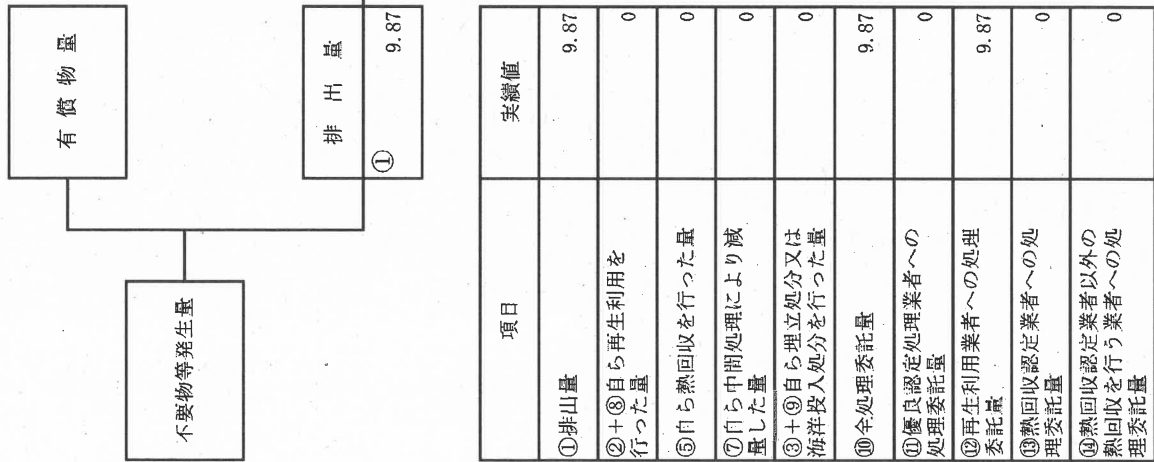 有償物量
不要物等発生量
排出量
①
9.87
項目
実績値
①排出量
9.87
②+⑧自ら再生利用を
行った量
0
⑤自ら熱回収を行った量
0
⑦自ら中間処理により減
量した量
0
③+⑨自ら埋立処分又は
海洋投入処分を行った量
0
⑩全処理委託量
9.87
⑪優良認定処理業者への
処理委託量
0
⑫再生利用業者への処理
委託量
9.87
⑬熱回収認定業者への処
理委託量
0
⑭熱回収認定業者以外の
熱回収を行う業者への処
理委託量
0